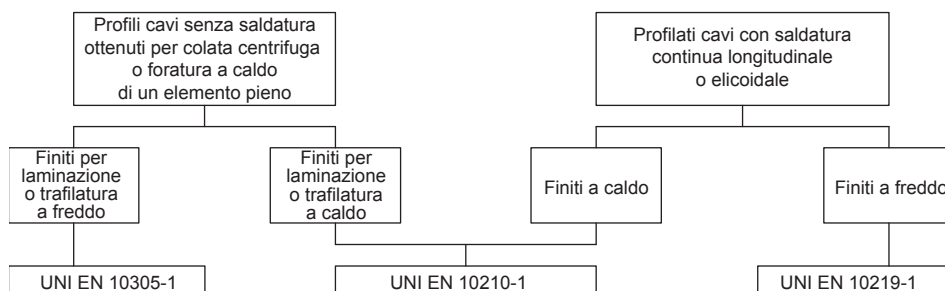 Profili cavi senza saldatura
ottenuti per colata centrifuga
o foratura a caldo
di un elemento pieno
Profilati cavi con saldatura
continua longitudinale
o elicoidale
Finiti per
laminazione
o trafilatura
a freddo
Finiti per
laminazione
o trafilatura
a caldo
Finiti a caldo
Finiti a freddo
UNI EN 10305-1
UNI EN 10210-1
UNI EN 10219-1